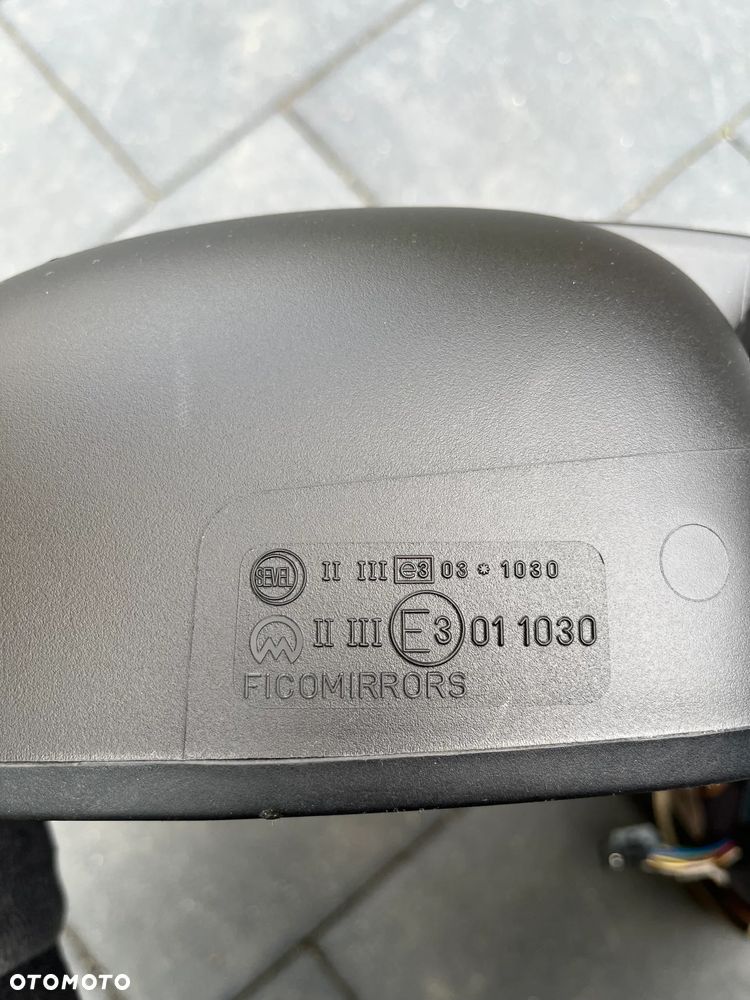 SEVEL II III e3 03 * 1030
II III E3 01 1030
FICOMIRRORS
OTOMOTO